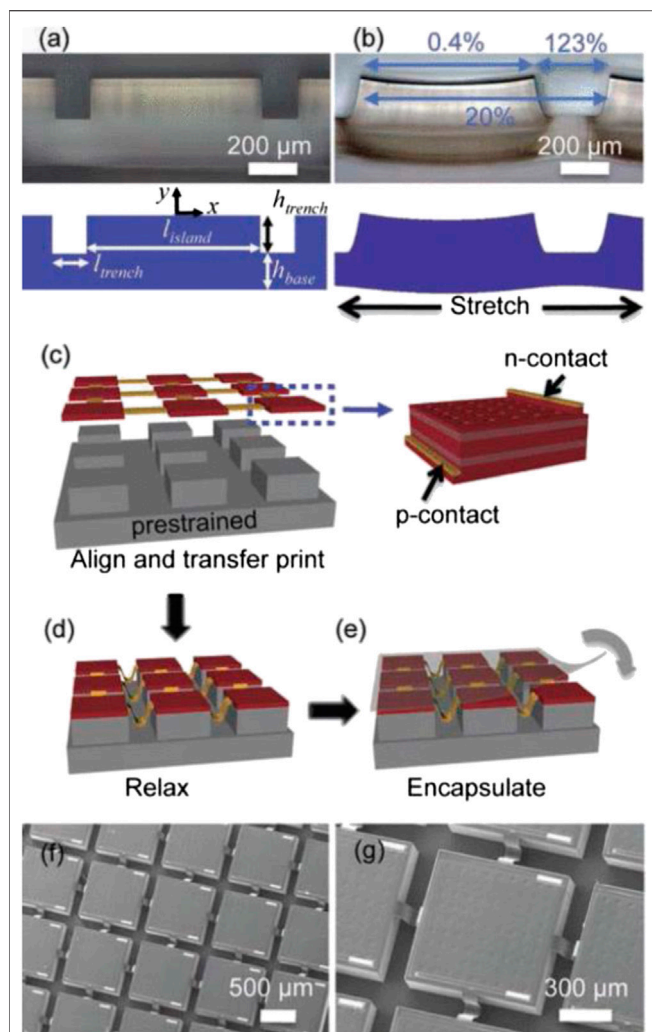 (a)
(b)
0.4%
123%
20%
200 μm
200 μm
y
x
h_trench
l_island
l_trench
h_base
Stretch
(c)
n-contact
p-contact
prestrained
Align and transfer print
(d)
(e)
Relax
Encapsulate
(f)
(g)
500 μm
300 μm